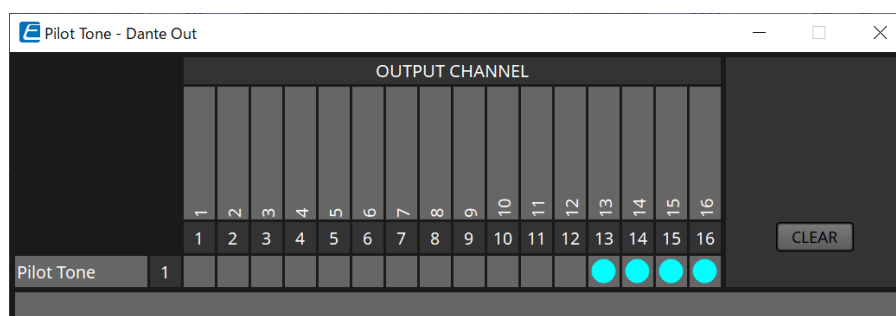 Pilot Tone - Dante Out
OUTPUT CHANNEL
1 2 3 4 5 6 7 8 9 10 11 12 13 14 15 16
1 2 3 4 5 6 7 8 9 10 11 12 13 14 15 16
CLEAR
Pilot Tone 1